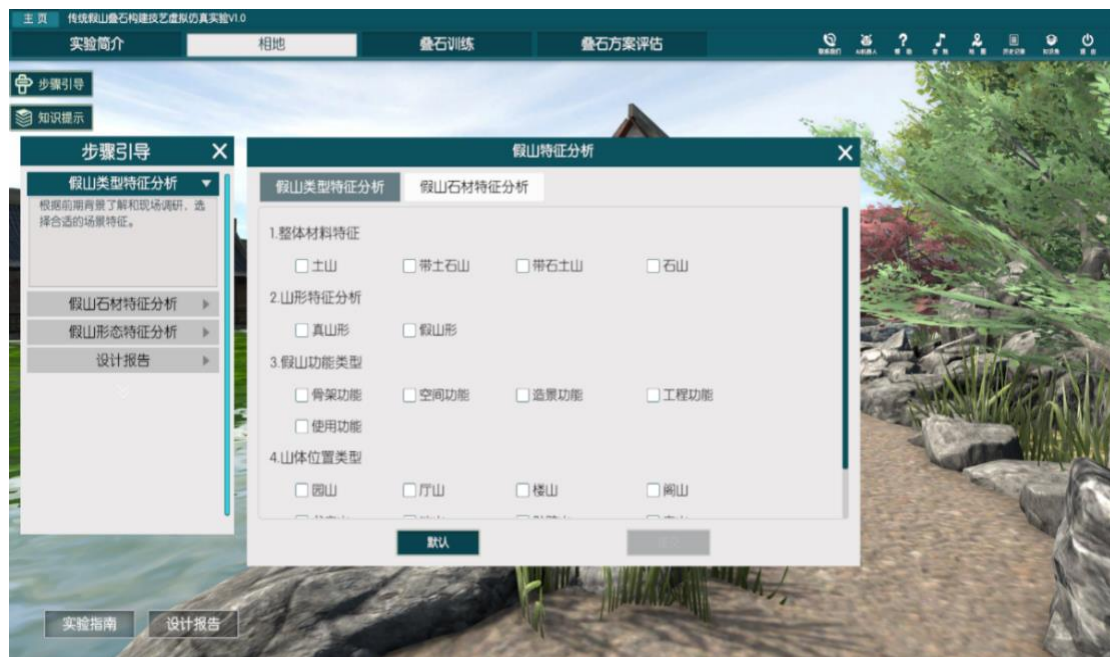 主页 传统假山叠石构建技艺虚拟仿真实验V1.0
实验简介 相地 叠石训练 叠石方案评估
步骤引导
知识提示
步骤引导 X
假山类型特征分析
根据前期背景了解和现场调研，选
择合适的场景特征。
假山石材特征分析
假山形态特征分析
设计报告
假山特征分析 X
假山类型特征分析 假山石材特征分析
1.整体材料特征
土山 带土石山 带石土山 石山
2.山形特征分析
真山形 假山形
3.假山功能类型
骨架功能 空间功能 造景功能 工程功能
使用功能
4.山体位置类型
园山 厅山 楼山 阁山
默认
实验指南 设计报告